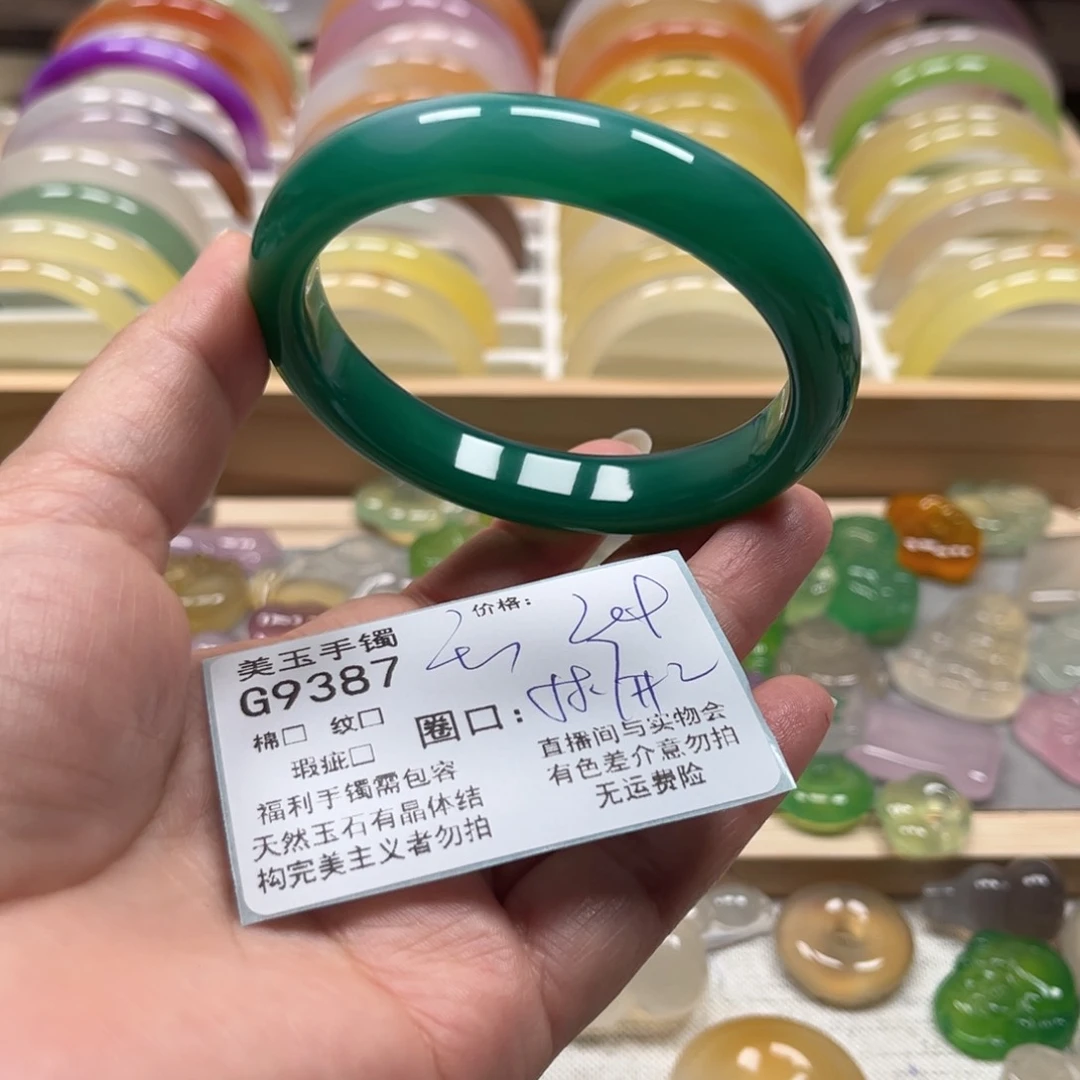 价格:
美玉手镯
G9387
棉□ 纹□
圈口:
瑕疵□
福利手镯需包容
天然玉石有晶体结
构完美主义者勿拍
直播间与实物会
有色差介意勿拍
无运费险